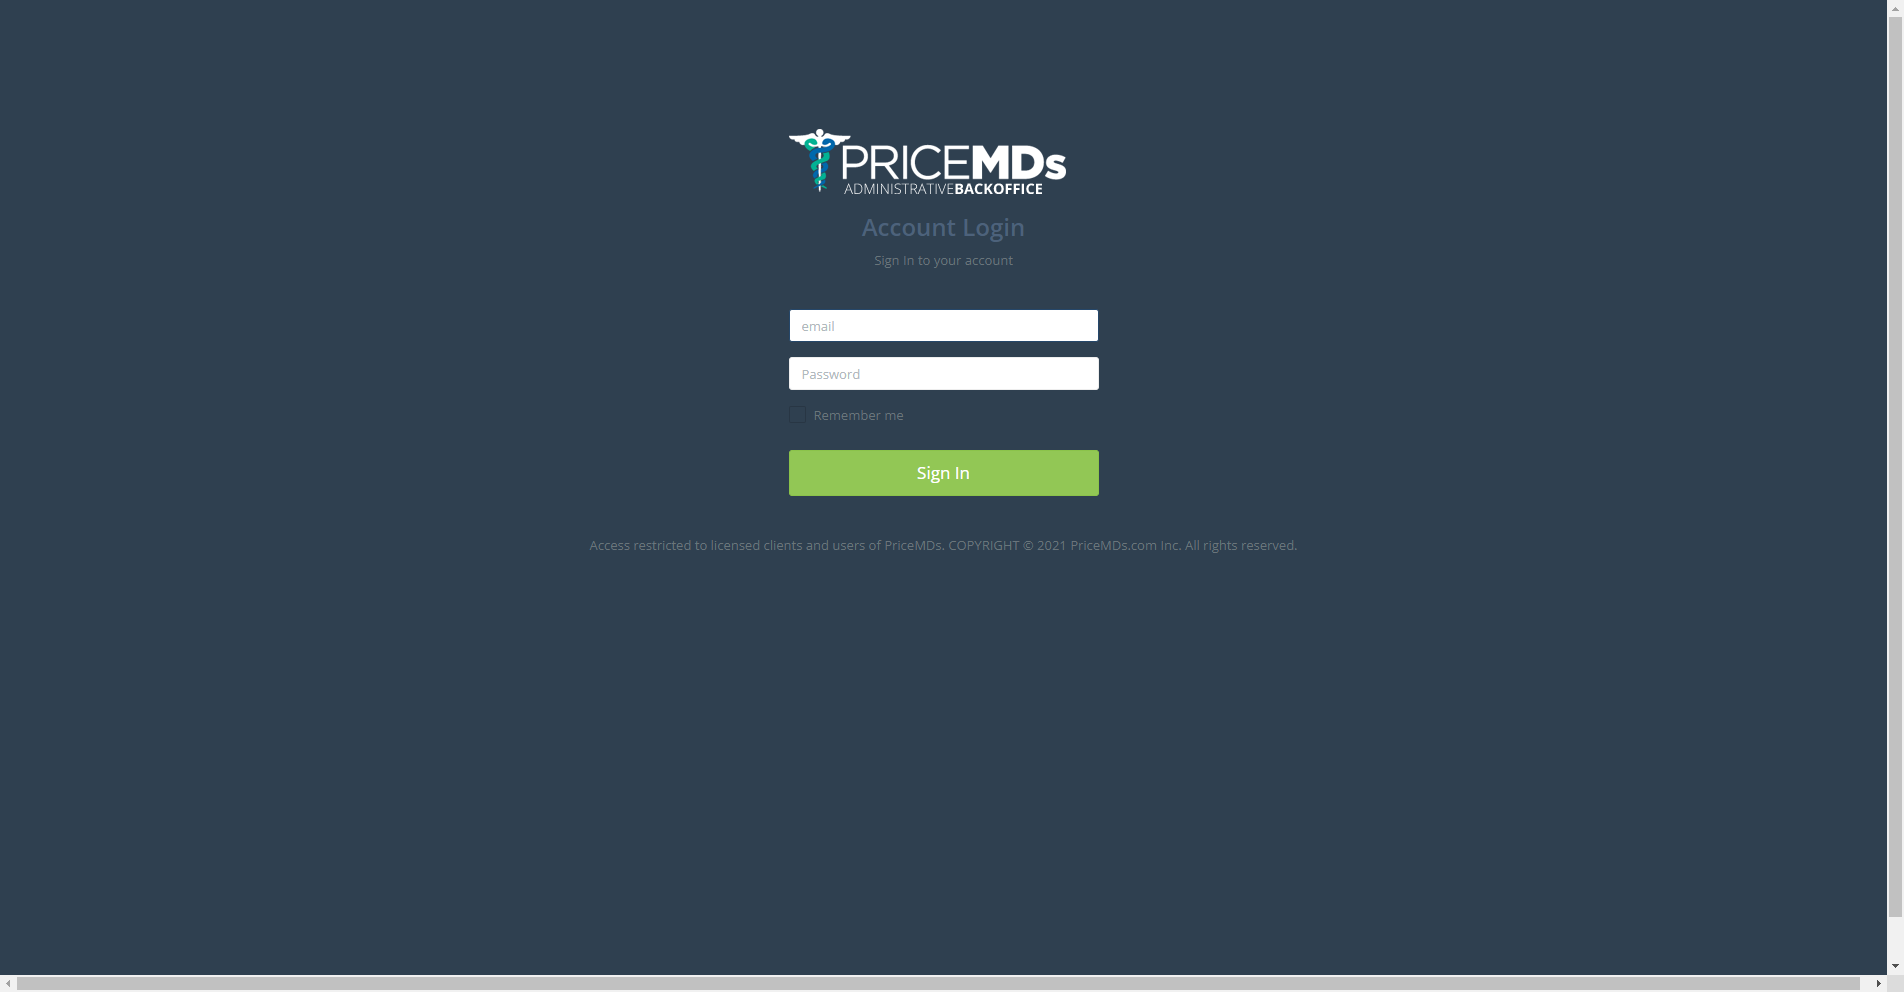 PRICEMDs
ADMINISTRATIVEBACKOFFICE
Account Login
Sign In to your account
email
Password
Remember me
Sign In
Access restricted to licensed clients and users of PriceMDs. COPYRIGHT © 2021 PriceMDs.com Inc. All rights reserved.